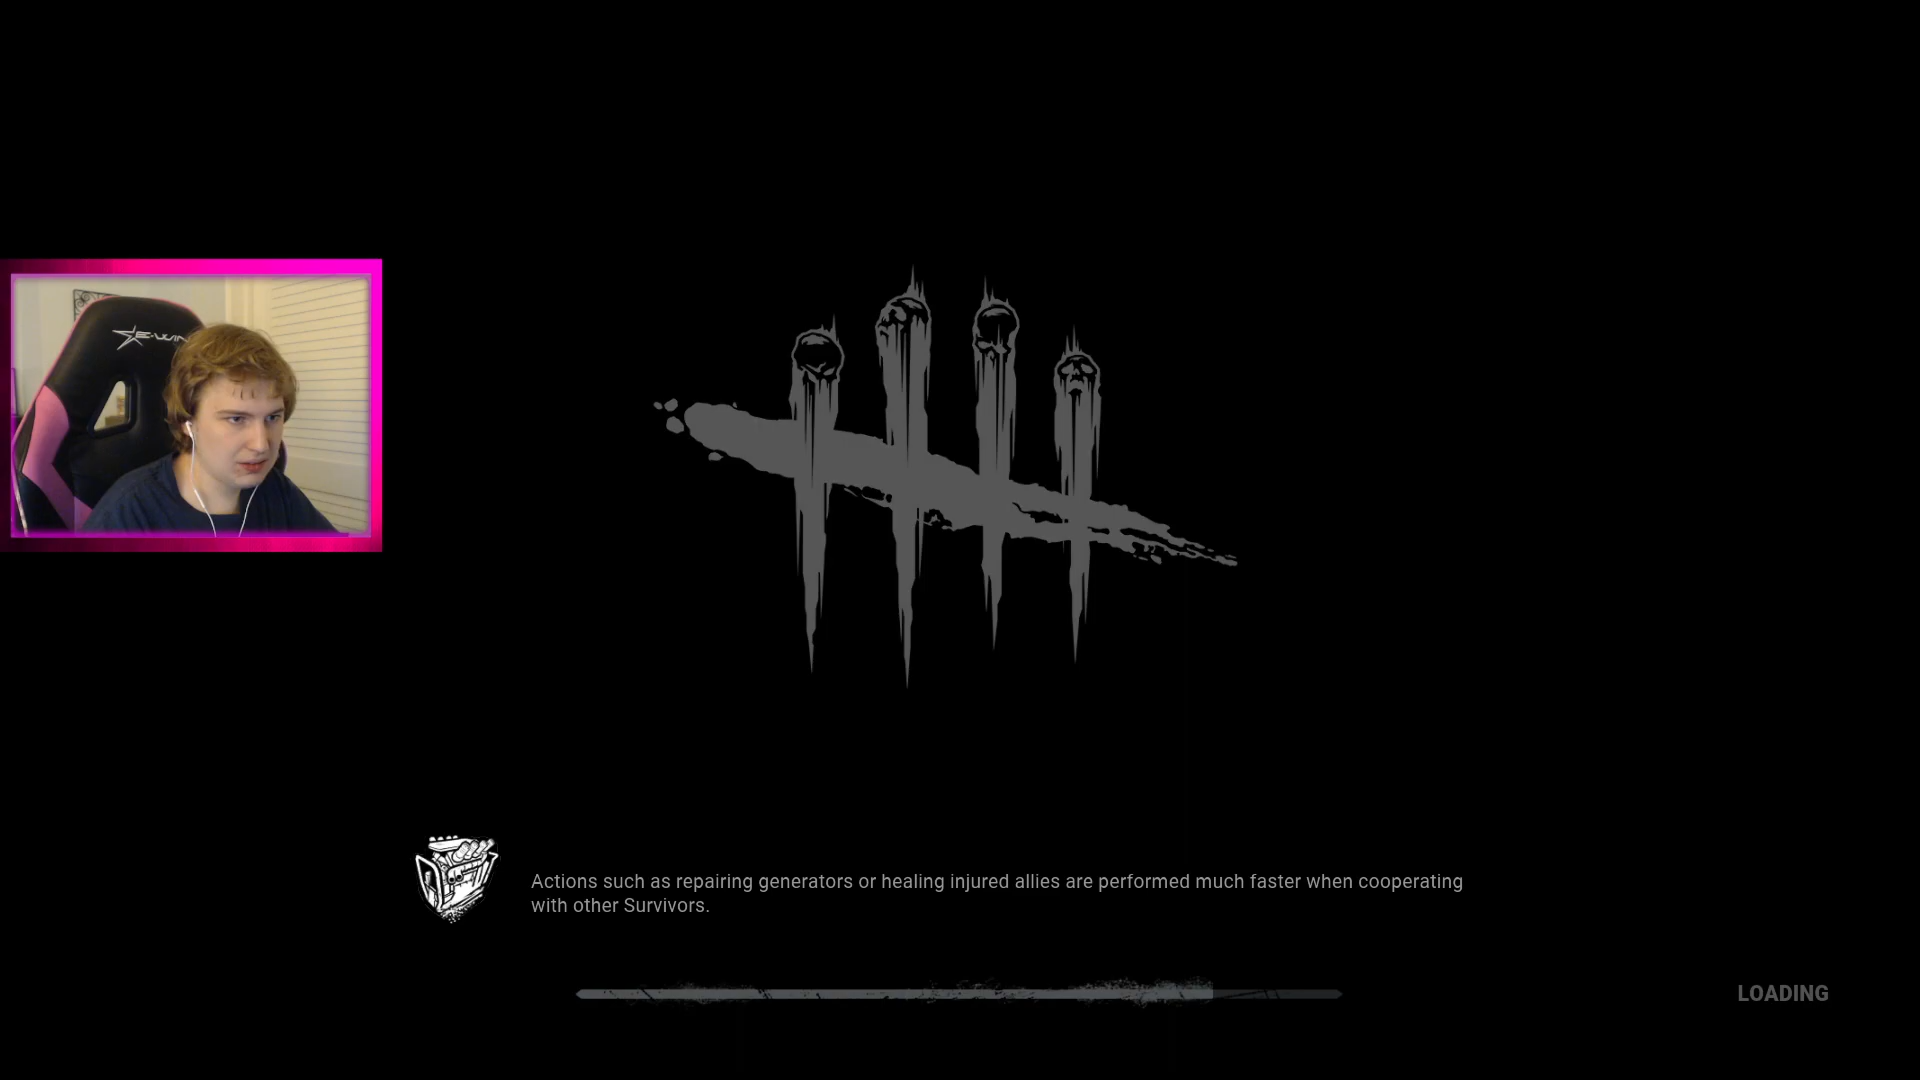 E-WIN
Actions such as repairing generators or healing injured allies are performed much faster when cooperating
with other Survivors.
LOADING